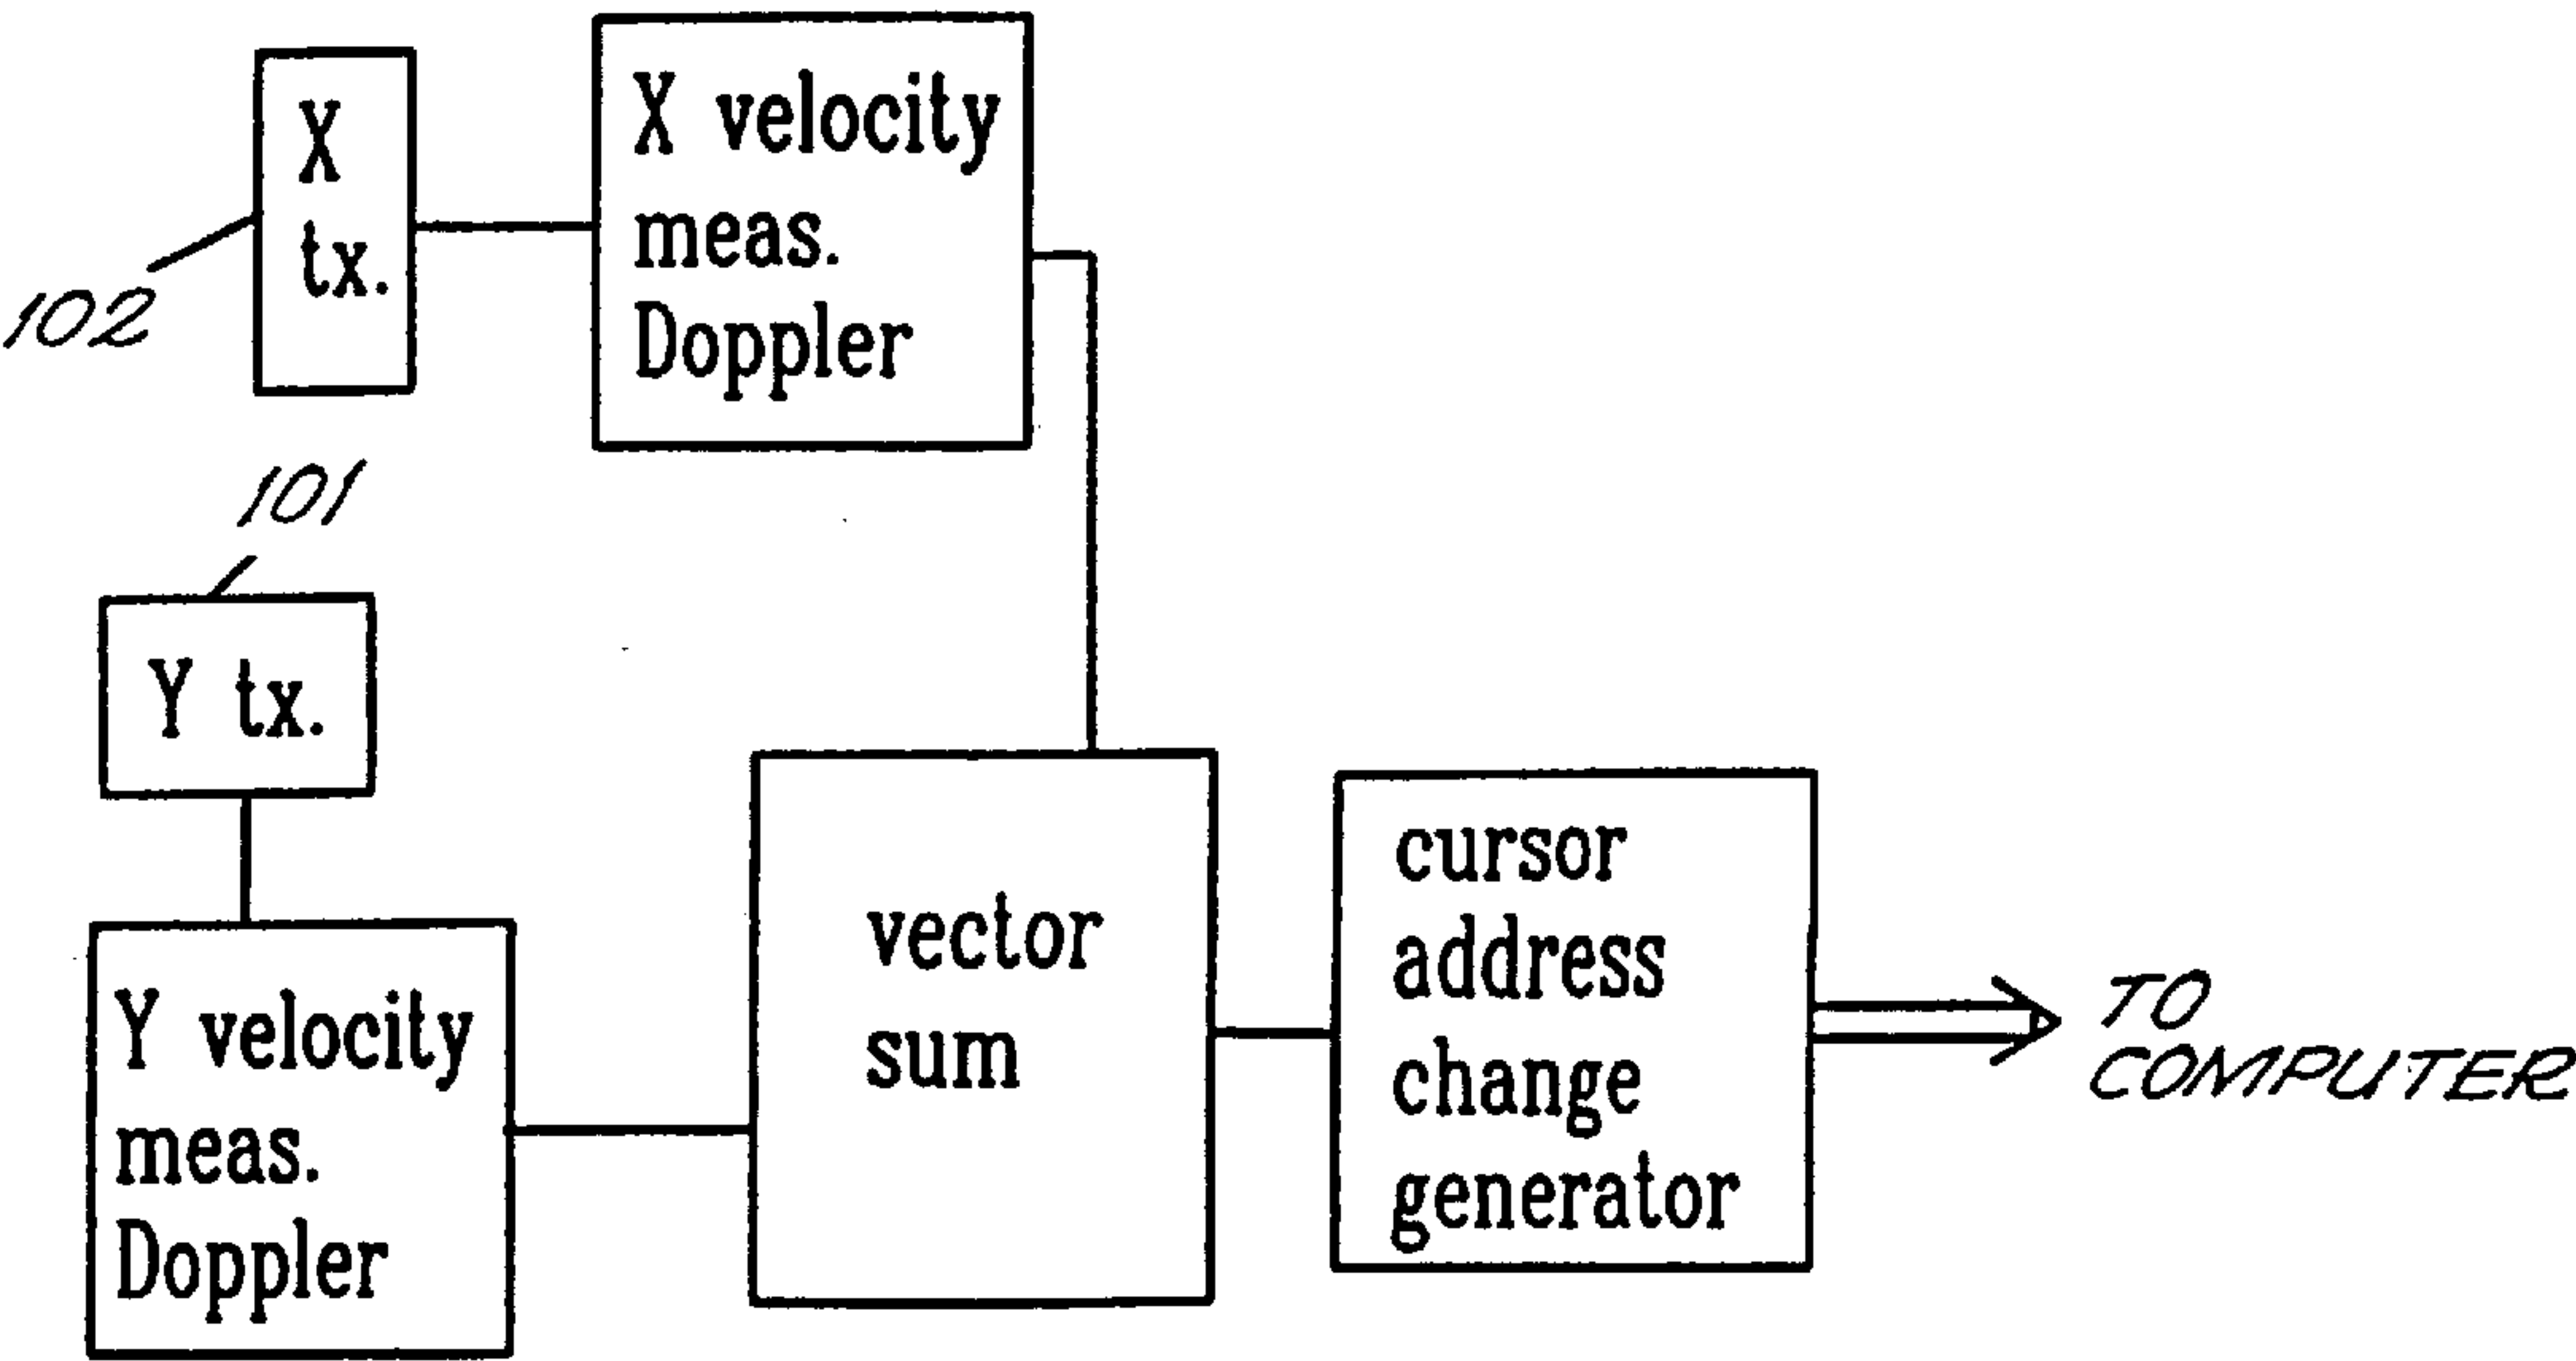 X
tx.
102
X velocity
meas.
Doppler
101
Y tx.
Y velocity
meas.
Doppler
vector
sum
cursor
address
change
generator
TO
COMPUTER